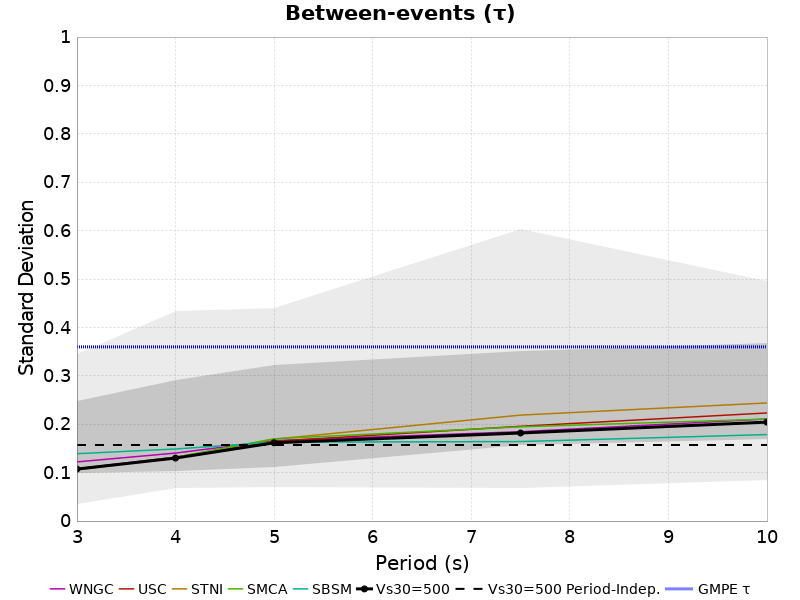 Between-events (τ)
Standard Deviation
1
0.9
0.8
0.7
0.6
0.5
0.4
0.3
0.2
0.1
0
3 4 5 6 7 8 9 10
Period (s)
WNGC USC STNI SMCA SBSM Vs30=500 Vs30=500 Period-Indep. GMPE τ